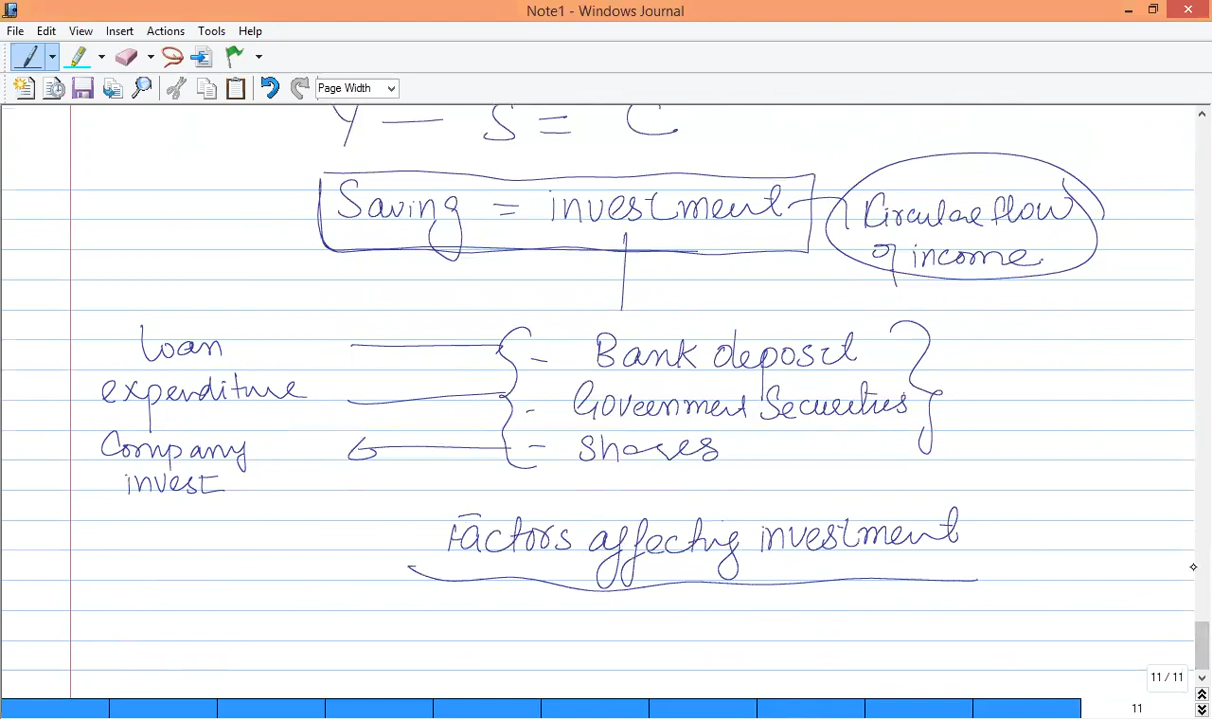 Note1 - Windows Journal
File Edit View Insert Actions Tools Help
Page Width
Y — S = C
Saving = investment
Circular flow
of income
loan
- Bank deposit
expenditure
- Government Securities
Company
- Shares
invest
Factors affecting investment
11 / 11
11